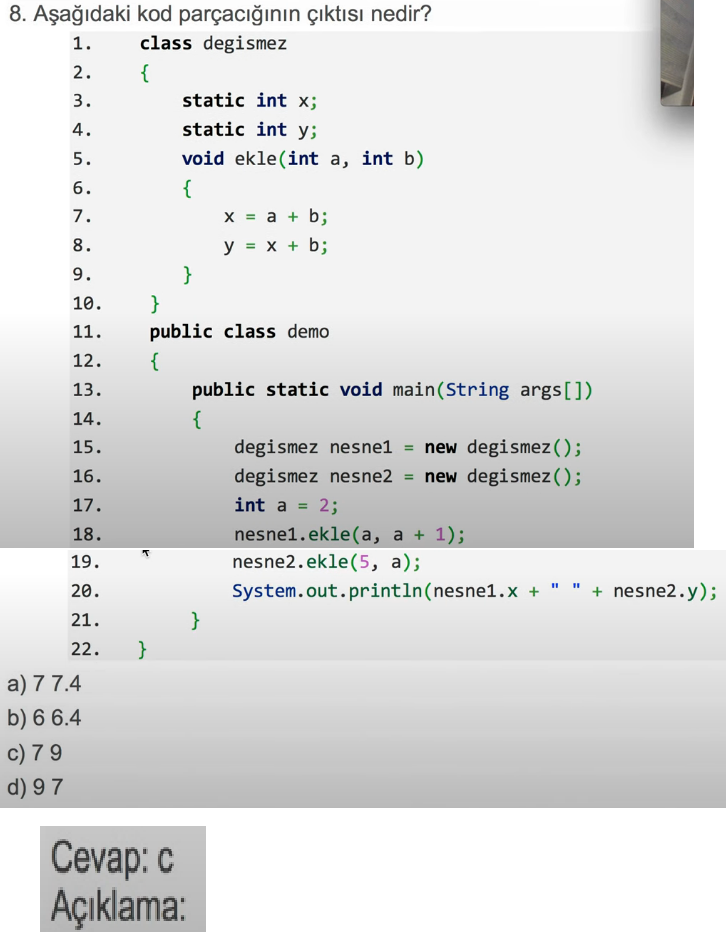 8. Aşağıdaki kod parçacığının çıktısı nedir?
1. class degismez
2. {
3. static int x;
4. static int y;
5. void ekle(int a, int b)
6. {
7. x = a + b;
8. y = x + b;
9. }
10. }
11. public class demo
12. {
13. public static void main(String args[])
14. {
15. degismez nesne1 = new degismez();
16. degismez nesne2 = new degismez();
17. int a = 2;
18. nesne1.ekle(a, a + 1);
19. nesne2.ekle(5, a);
20. System.out.println(nesne1.x + " " + nesne2.y);
21. }
22. }
a) 7 7.4
b) 6 6.4
c) 7 9
d) 9 7
Cevap: c
Açıklama: